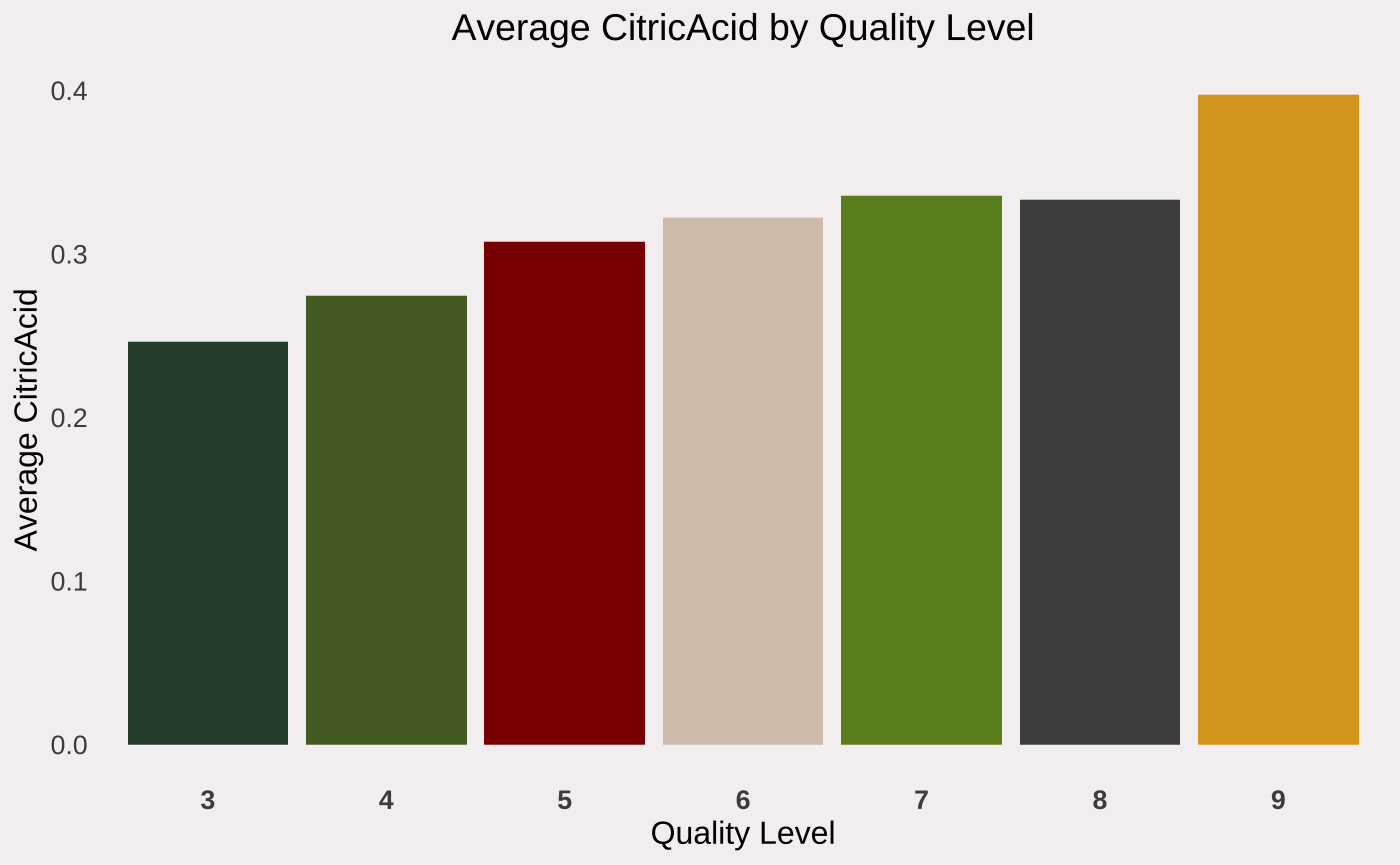 Average CitricAcid by Quality Level
Average CitricAcid
0.4
0.3
0.2
0.1
0.0
3 4 5 6 7 8 9
Quality Level